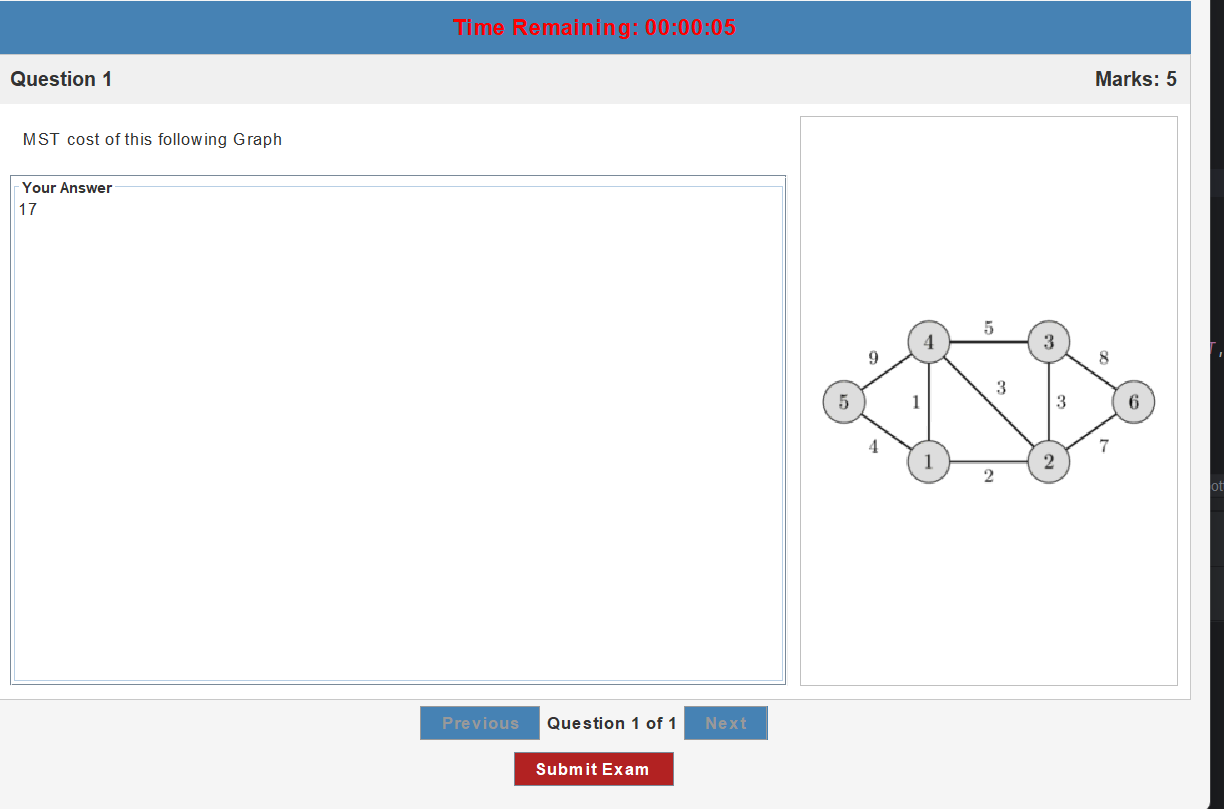 Time Remaining: 00:00:05
Question 1
Marks: 5
MST cost of this following Graph
Your Answer
17
5
4
3
9
8
3
5
1
3
6
4
7
1
2
2
Previous
Question 1 of 1
Next
Submit Exam